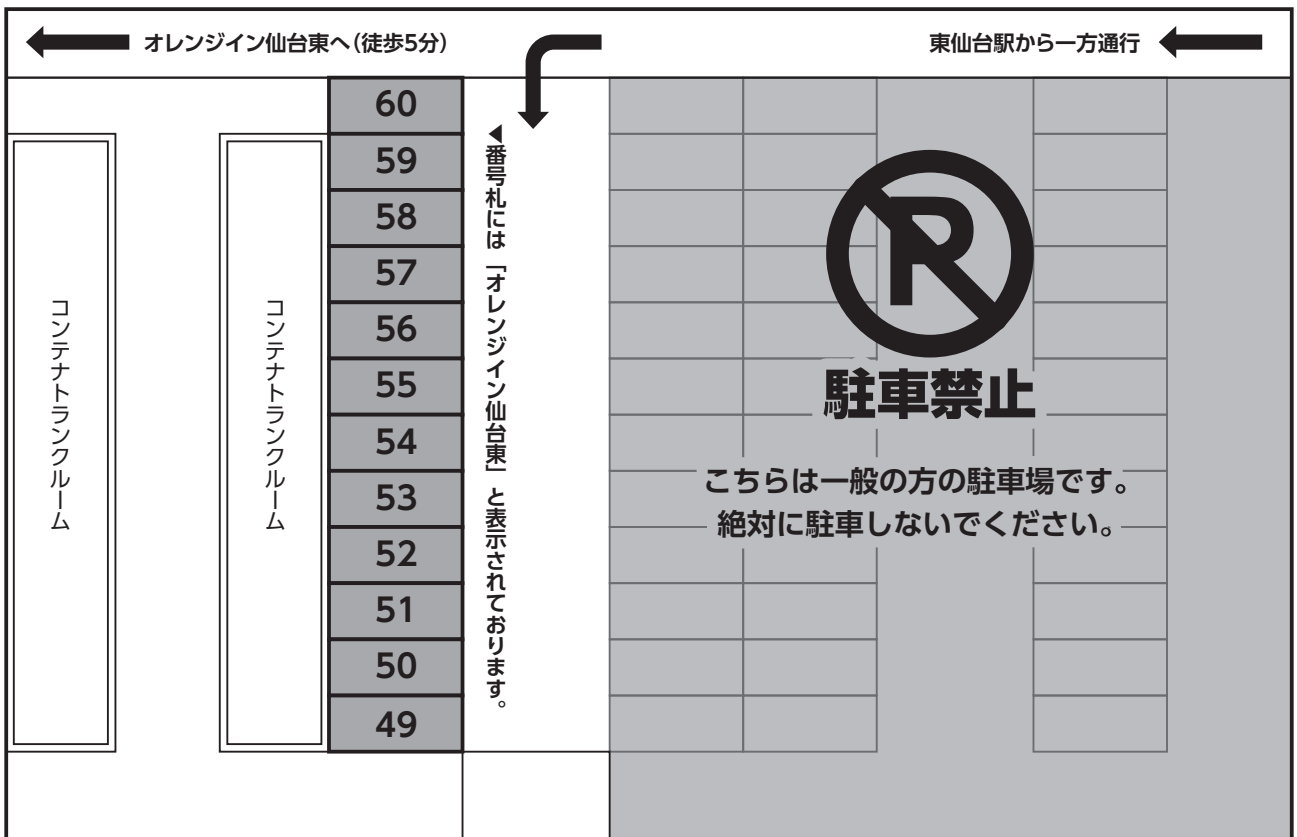 オレンジイン仙台東へ(徒歩5分)
東仙台駅から一方通行
60
59
58
57
56
55
54
53
52
51
50
49
◀番号札には「オレンジイン仙台東」と表示されております。
コンテナトランクルーム
コンテナトランクルーム
P
駐車禁止
こちらは一般の方の駐車場です。
絶対に駐車しないでください。